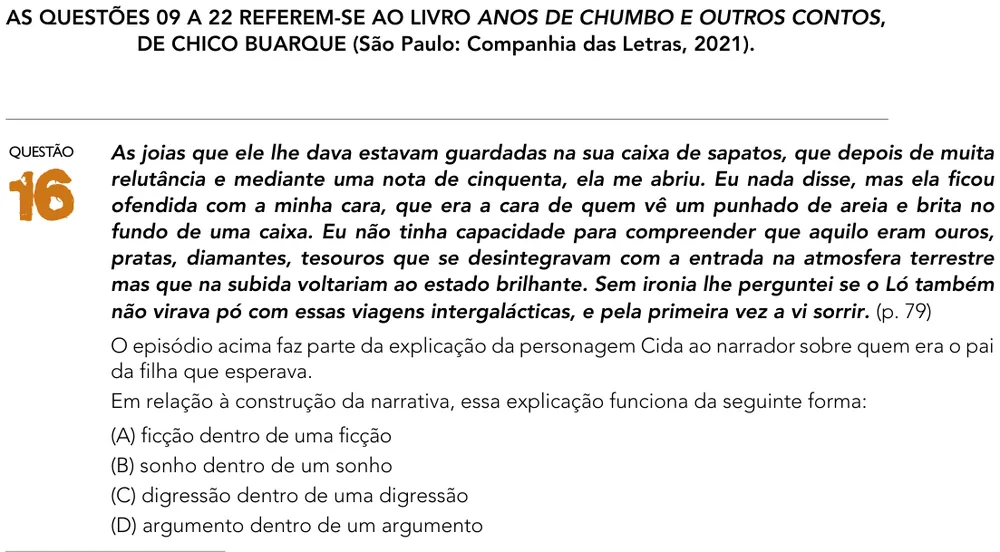 AS QUESTÕES 09 A 22 REFEREM-SE AO LIVRO ANOS DE CHUMBO E OUTROS CONTOS,
DE CHICO BUARQUE (São Paulo: Companhia das Letras, 2021).
QUESTÃO
16
As joias que ele lhe dava estavam guardadas na sua caixa de sapatos, que depois de muita
relutância e mediante uma nota de cinquenta, ela me abriu. Eu nada disse, mas ela ficou
ofendida com a minha cara, que era a cara de quem vê um punhado de areia e brita no
fundo de uma caixa. Eu não tinha capacidade para compreender que aquilo eram ouros,
pratas, diamantes, tesouros que se desintegravam com a entrada na atmosfera terrestre
mas que na subida voltariam ao estado brilhante. Sem ironia lhe perguntei se o Ló também
não virava pó com essas viagens intergalácticas, e pela primeira vez a vi sorrir. (p. 79)
O episódio acima faz parte da explicação da personagem Cida ao narrador sobre quem era o pai
da filha que esperava.
Em relação à construção da narrativa, essa explicação funciona da seguinte forma:
(A) ficção dentro de uma ficção
(B) sonho dentro de um sonho
(C) digressão dentro de uma digressão
(D) argumento dentro de um argumento